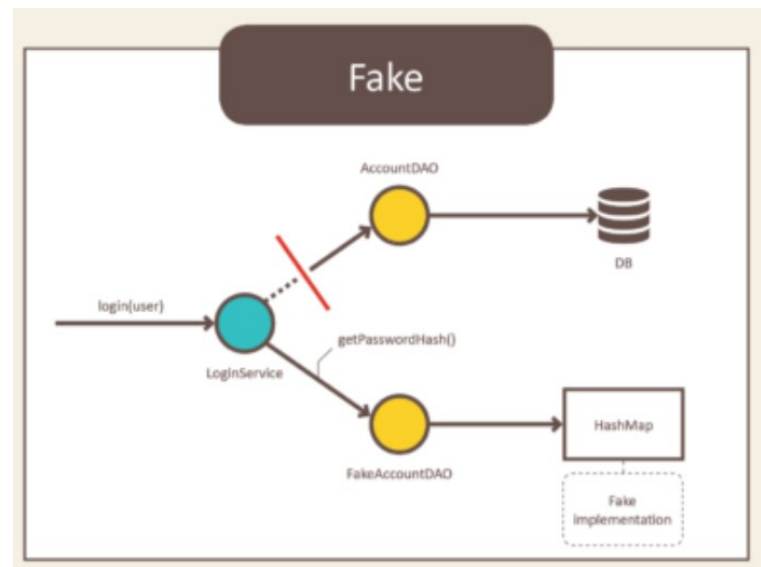 Fake
AccountDAO
DB
login(user)
getPasswordHash()
LoginService
HashMap
FakeAccountDAO
Fake
implementation